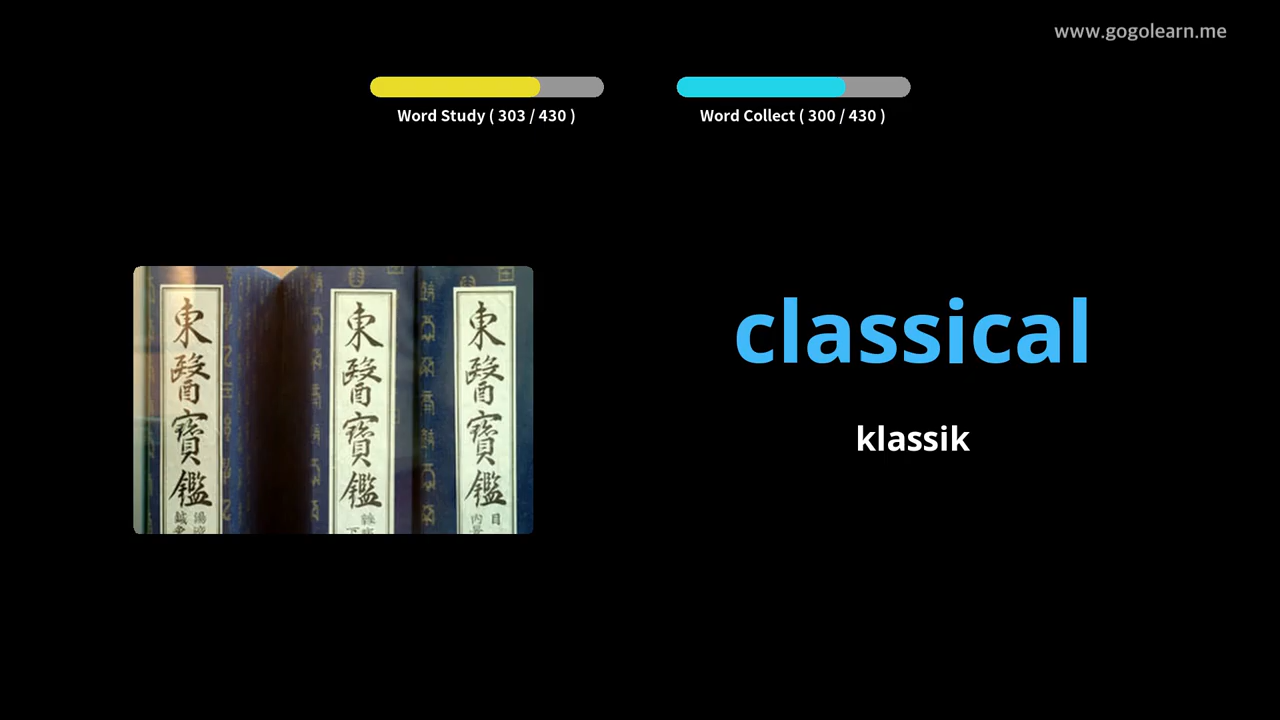 www.gogolearn.me
Word Study ( 303 / 430 )
Word Collect ( 300 / 430 )
東醫寶鑑
東醫寶鑑
東醫寶鑑
classical
klassik